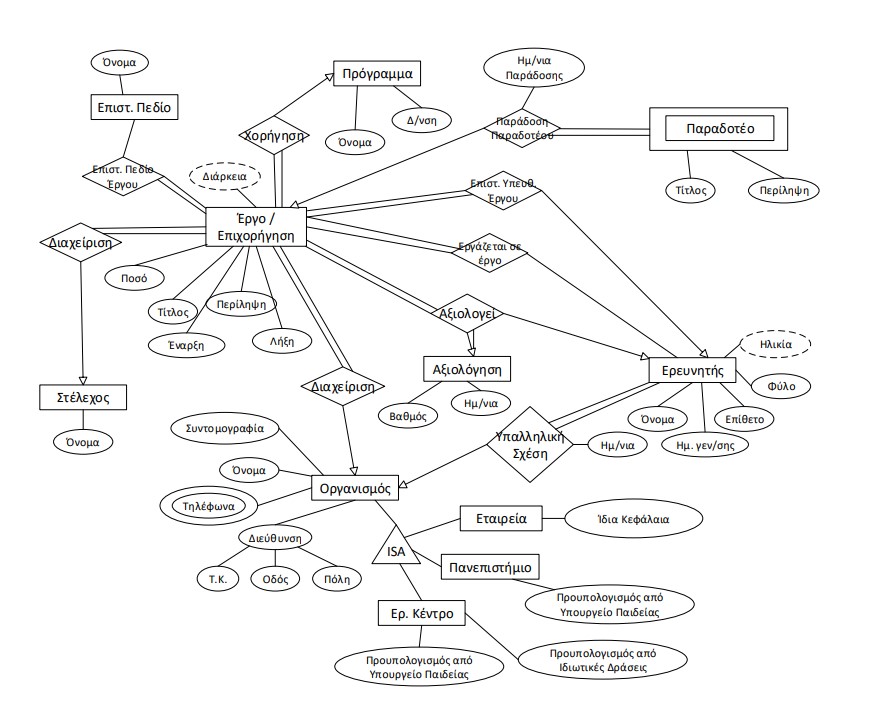 Όνομα
Επιστ. Πεδίο
Επιστ. Πεδίο
Έργου
Διάρκεια
Χορήγηση
Πρόγραμμα
Όνομα
Δ/νση
Ημ/νια
Παράδοσης
Παράδοση
Παραδοτέου
Παραδοτέο
Τίτλος
Περίληψη
Έργο /
Επιχορήγηση
Επιστ. Υπευθ.
Έργου
Εργάζεται σε
έργο
Διαχείριση
Ποσό
Τίτλος
Περίληψη
Έναρξη
Λήξη
Αξιολογεί
Αξιολόγηση
Βαθμός
Ημ/νια
Ερευνητής
Ηλικία
Φύλο
Όνομα
Επίθετο
Ημ. γεν/σης
Στέλεχος
Όνομα
Διαχείριση
Υπαλληλική
Σχέση
Ημ/νια
Συντομογραφία
Όνομα
Τηλέφωνα
Οργανισμός
Διεύθυνση
Τ.Κ.
Οδός
Πόλη
ISA
Εταιρεία
Ίδια Κεφάλαια
Πανεπιστήμιο
Προυπολογισμός από
Υπουργείο Παιδείας
Ερ. Κέντρο
Προυπολογισμός από
Υπουργείο Παιδείας
Προυπολογισμός από
Ιδιωτικές Δράσεις